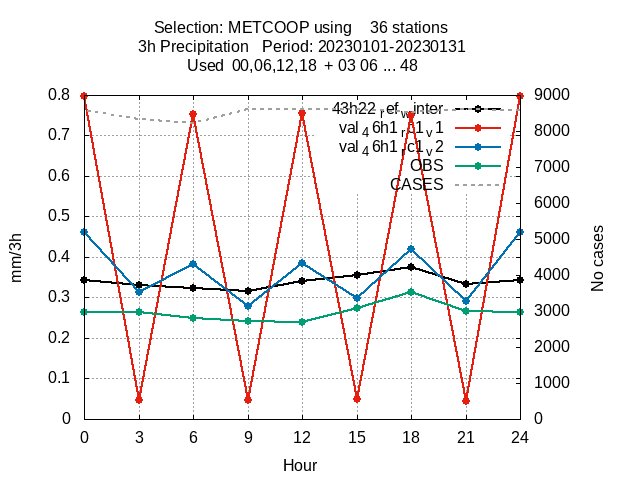 Selection: METCOOP using 36 stations
3h Precipitation Period: 20230101-20230131
Used 00,06,12,18 + 03 06 ... 48
0.8
0.7
0.6
0.5
0.4
0.3
0.2
0.1
0
9000
8000
7000
6000
5000
4000
3000
2000
1000
0
43h22ref_winter
val46h1rc1v1
val46h1rc1v2
OBS
CASES
mm/3h
No cases
0 3 6 9 12 15 18 21 24
Hour